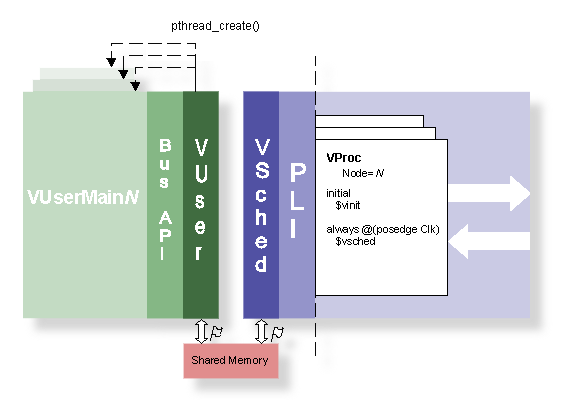 pthread_create()
VUserMainN
Bus API
VUser
VSched
PLI
VProc
Node= N
initial
$vinit
always @(posedge Clk)
$vsched
Shared Memory